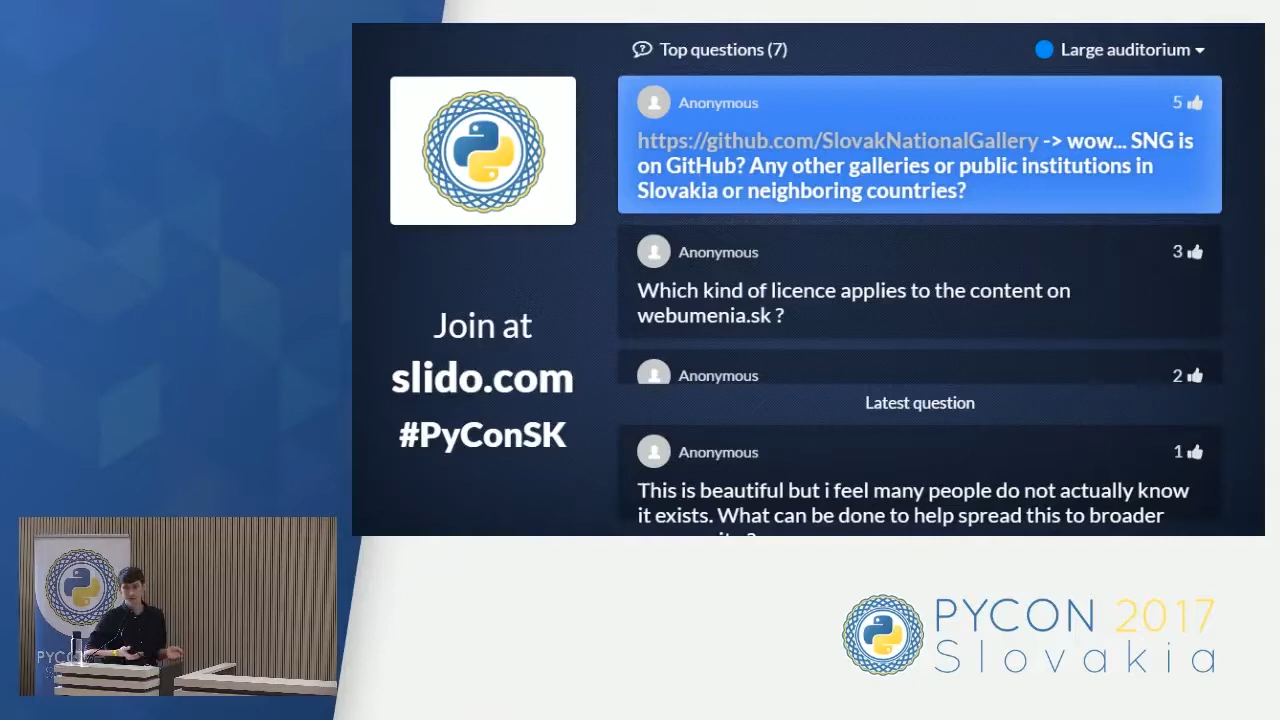 Top questions (7)
Large auditorium
Anonymous
5
https://github.com/SlovakNationalGallery -> wow... SNG is
on GitHub? Any other galleries or public institutions in
Slovakia or neighboring countries?
Anonymous
3
Which kind of licence applies to the content on
webumenia.sk ?
Anonymous
2
Latest question
Anonymous
1
This is beautiful but i feel many people do not actually know
it exists. What can be done to help spread this to broader
Join at
slido.com
#PyConSK
PYCON 2017
Slovakia